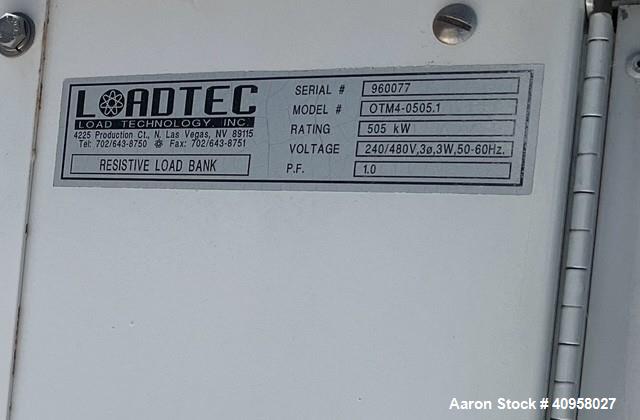 LOADTEC
LOAD TECHNOLOGY, INC.
4225 Production Ct., N. Las Vegas, NV 89115
Tel: 702/643-8750 Fax: 702/643-8751
RESISTIVE LOAD BANK
SERIAL # 960077
MODEL # OTM4-0505.1
RATING 505 kW
VOLTAGE 240/480V,3ø,3W,50-60Hz.
P.F. 1.0
Aaron Stock # 40958027